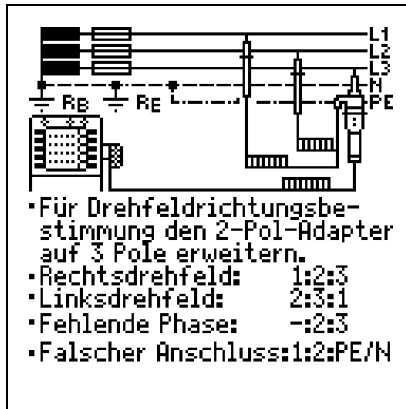 L1
L2
L3
N
RB RE PE
•Für Drehfeldrichtungsbe-
stimmung den 2-Pol-Adapter
auf 3 Pole erweitern.
•Rechtsdrehfeld: 1:2:3
•Linksdrehfeld: 2:3:1
•Fehlende Phase: -:2:3
•Falscher Anschluss:1:2:PE/N